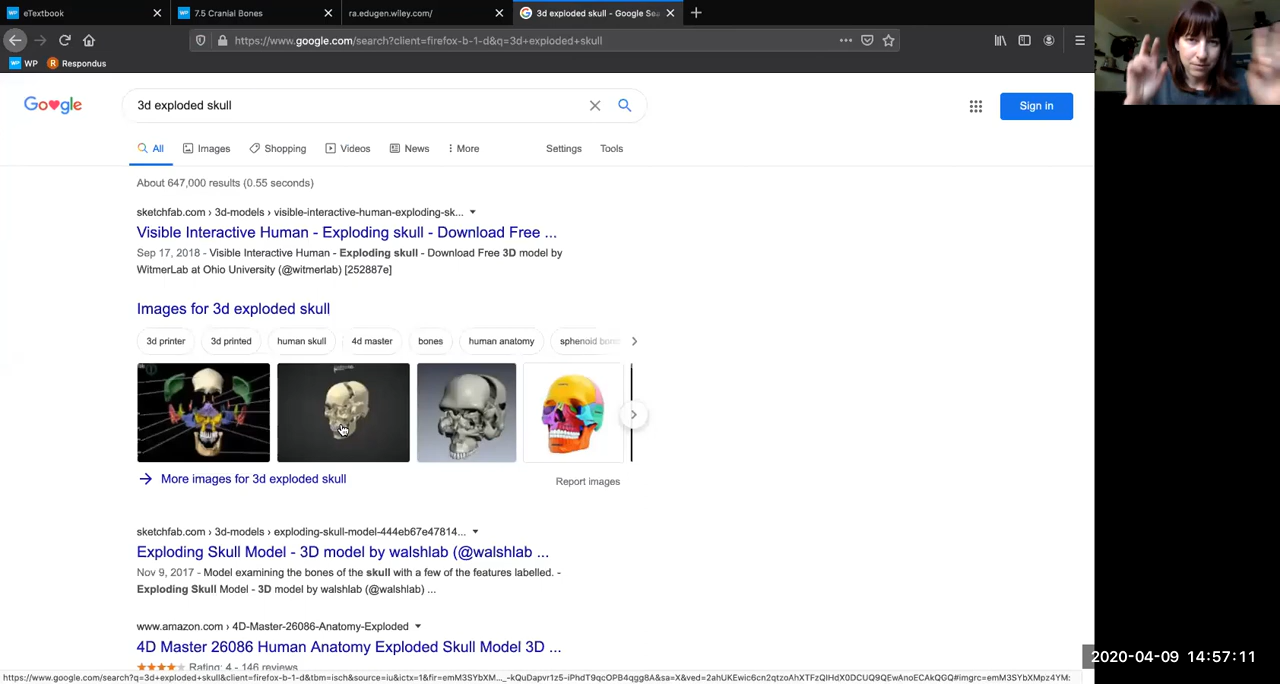 eTextbook
7.5 Cranial Bones
ra.edugen.wiley.com/
3d exploded skull - Google Sea
https://www.google.com/search?client=firefox-b-1-d&q=3d+exploded+skull
WP
Respondus
Google
3d exploded skull
Sign in
All
Images
Shopping
Videos
News
More
Settings
Tools
About 647,000 results (0.55 seconds)
sketchfab.com › 3d-models › visible-interactive-human-exploding-sk...
Visible Interactive Human - Exploding skull - Download Free ...
Sep 17, 2018 - Visible Interactive Human - Exploding skull - Download Free 3D model by
WitmerLab at Ohio University (@witmerlab) [252887e]
Images for 3d exploded skull
3d printer
3d printed
human skull
4d master
bones
human anatomy
sphenoid bone
More images for 3d exploded skull
Report images
sketchfab.com › 3d-models › exploding-skull-model-444eb67e47814...
Exploding Skull Model - 3D model by walshlab (@walshlab ...
Nov 9, 2017 - Model examining the bones of the skull with a few of the features labelled. -
Exploding Skull Model - 3D model by walshlab (@walshlab) ...
www.amazon.com › 4D-Master-26086-Anatomy-Exploded
4D Master 26086 Human Anatomy Exploded Skull Model 3D ...
Rating: 4 - 146 reviews
2020-04-09 14:57:11